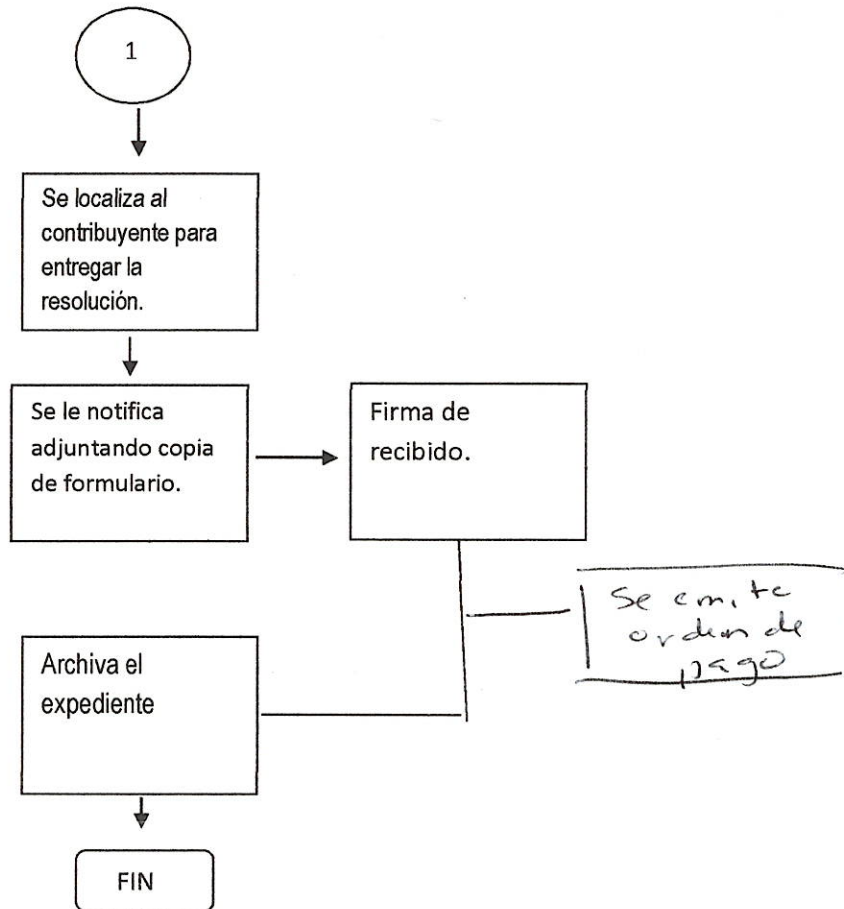 1
Se localiza al
contribuyente para
entregar la
resolución.
Se le notifica
adjuntando copia
de formulario.
Firma de
recibido.
Se emite
orden de
pago
Archiva el
expediente
FIN